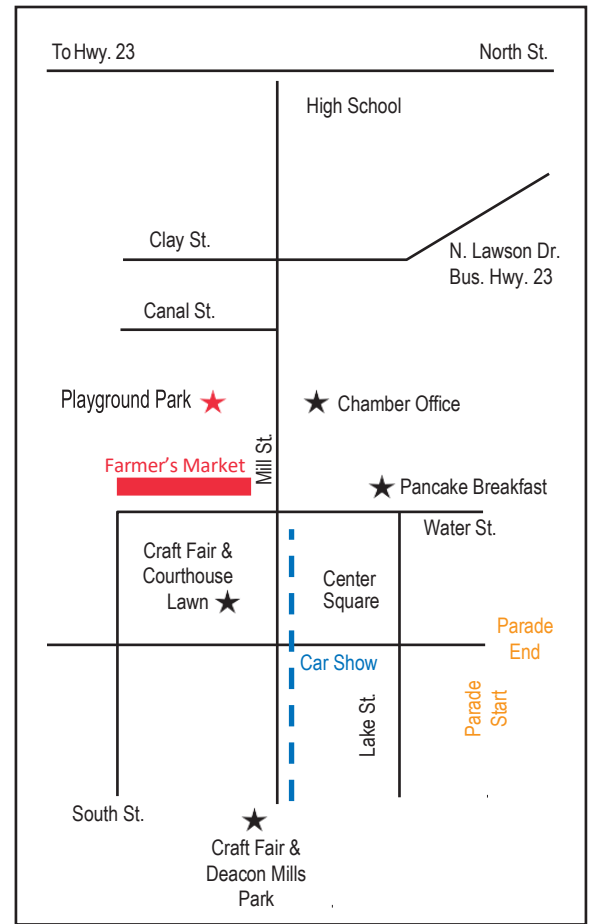 To Hwy. 23
North St.
High School
Clay St.
N. Lawson Dr.
Bus. Hwy. 23
Canal St.
Playground Park
Chamber Office
Mill St.
Farmer's Market
Pancake Breakfast
Water St.
Craft Fair &
Courthouse
Lawn
Center
Square
Parade
End
Car Show
Parade
Start
Lake St.
South St.
Craft Fair &
Deacon Mills
Park